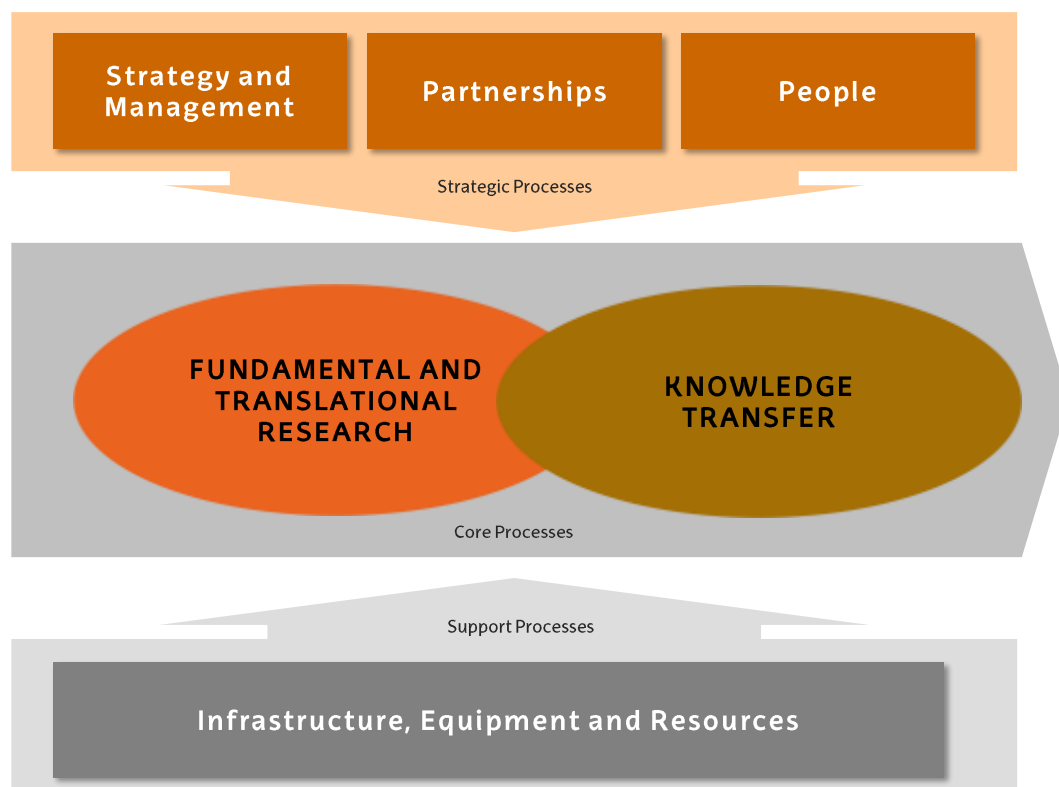 Strategy and
Management
Partnerships
People
Strategic Processes
FUNDAMENTAL AND
TRANSLATIONAL
RESEARCH
KNOWLEDGE
TRANSFER
Core Processes
Support Processes
Infrastructure, Equipment and Resources